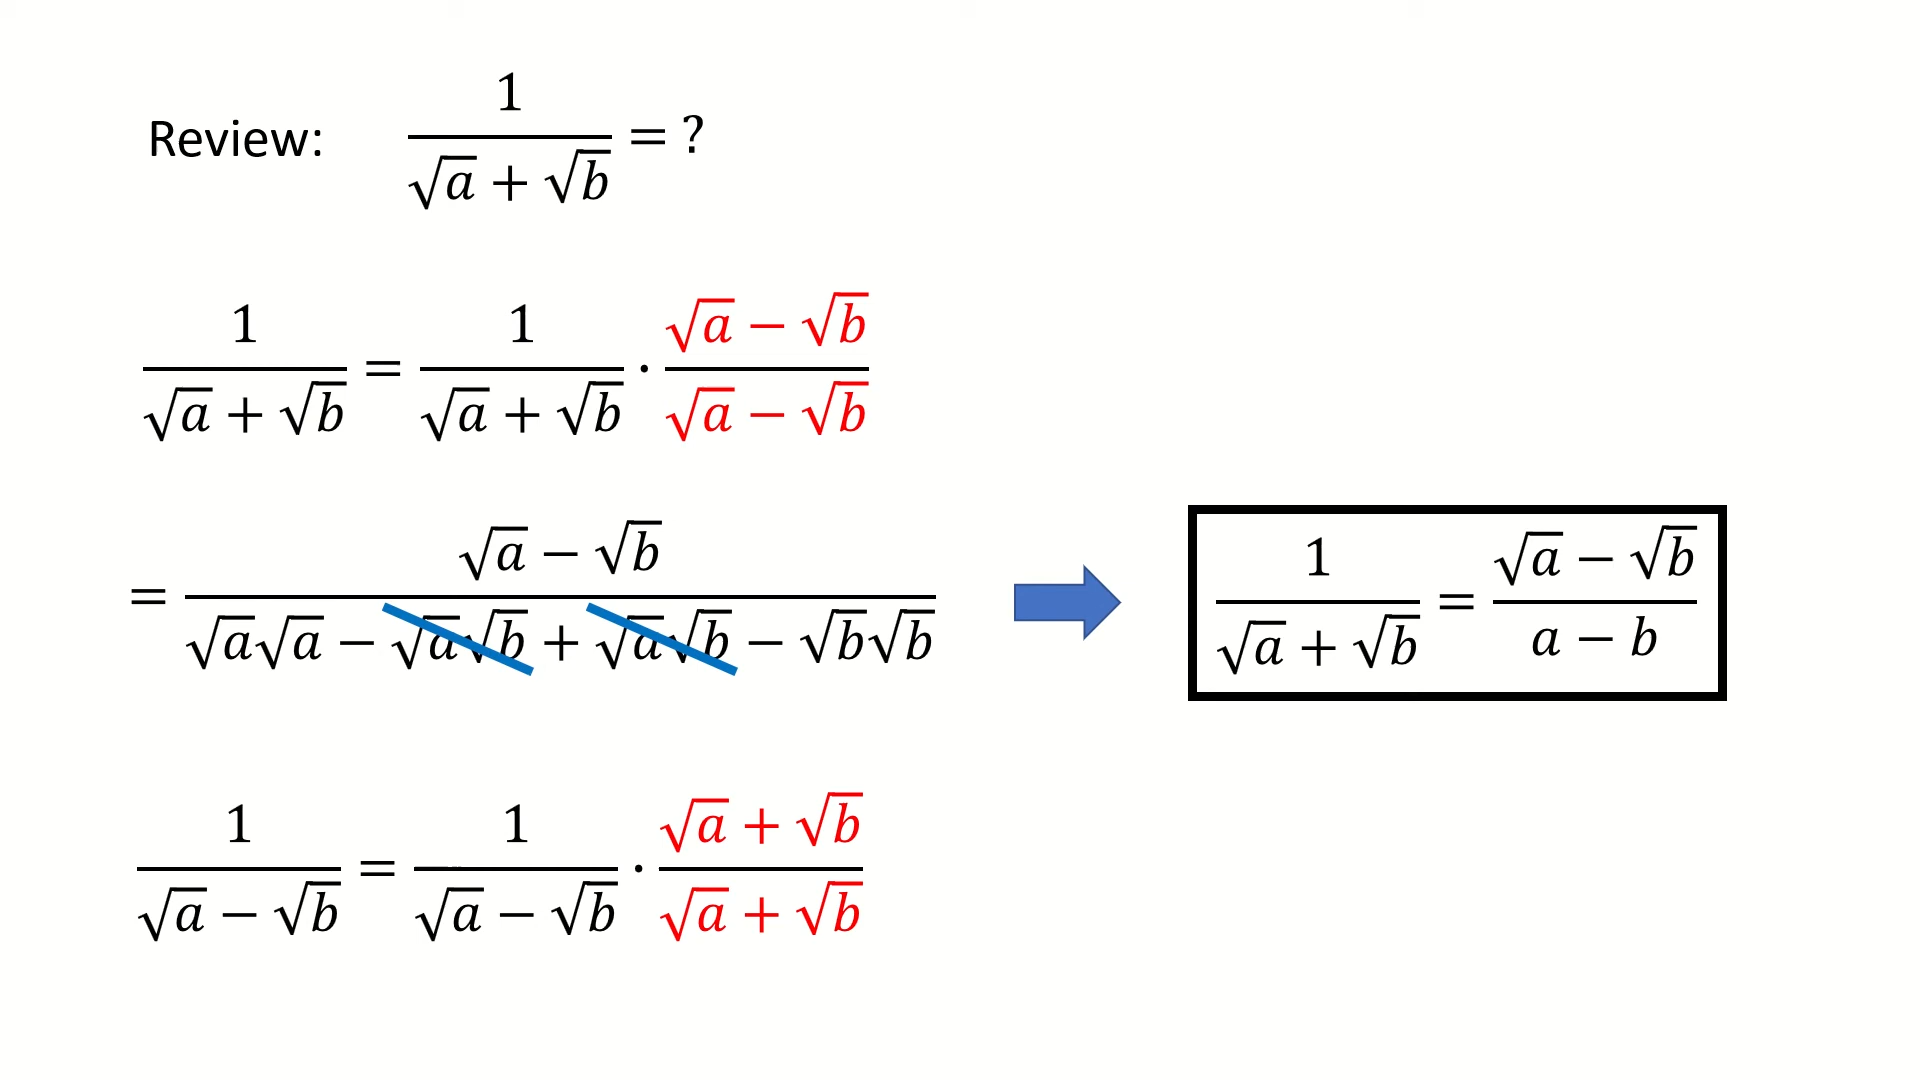 Review: 1/(√a + √b) = ?
1/(√a + √b) = 1/(√a + √b) · (√a − √b)/(√a − √b)
= (√a − √b)/(√a√a − √a√b + √a√b − √b√b)
1/(√a + √b) = (√a − √b)/(a − b)
1/(√a − √b) = 1/(√a − √b) · (√a + √b)/(√a + √b)